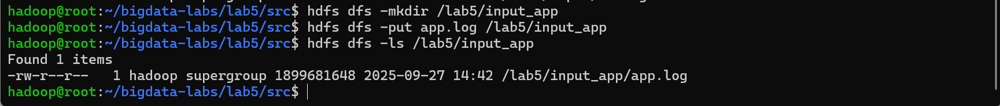 hadoop@root:~/bigdata-labs/lab5/src$ hdfs dfs -mkdir /lab5/input_app
hadoop@root:~/bigdata-labs/lab5/src$ hdfs dfs -put app.log /lab5/input_app
hadoop@root:~/bigdata-labs/lab5/src$ hdfs dfs -ls /lab5/input_app
Found 1 items
-rw-r--r--   1 hadoop supergroup 1899681648 2025-09-27 14:42 /lab5/input_app/app.log
hadoop@root:~/bigdata-labs/lab5/src$